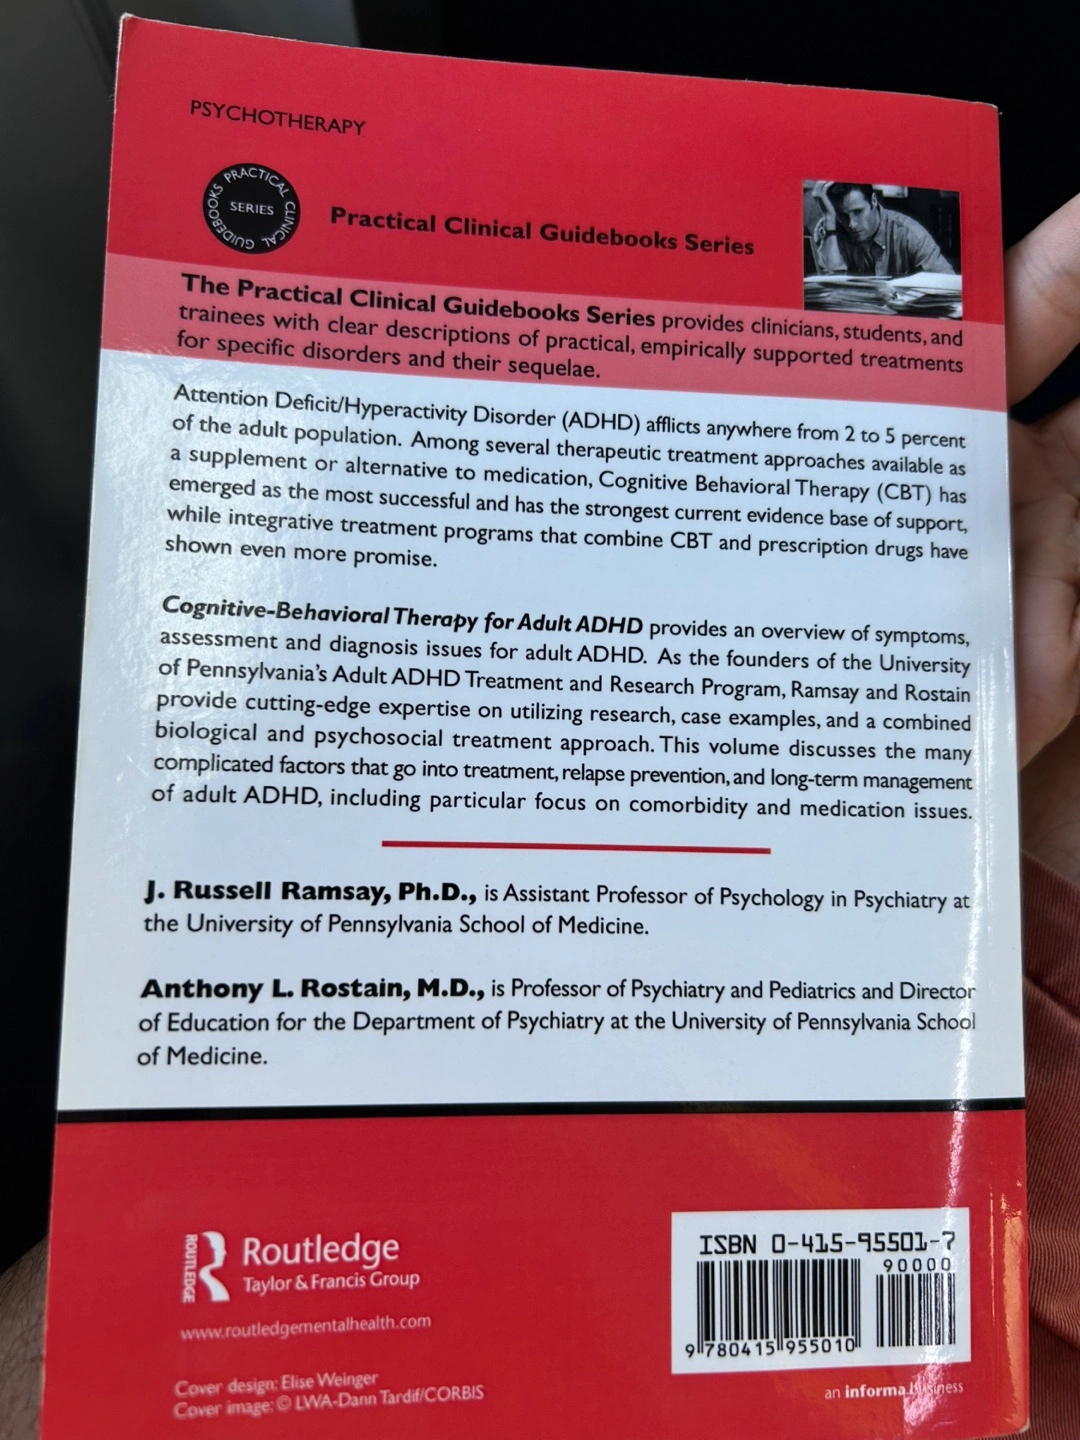 PSYCHOTHERAPY
PRACTICAL CLINICAL GUIDEBOOKS
SERIES
Practical Clinical Guidebooks Series
The Practical Clinical Guidebooks Series provides clinicians, students, and
trainees with clear descriptions of practical, empirically supported treatments
for specific disorders and their sequelae.
Attention Deficit/Hyperactivity Disorder (ADHD) afflicts anywhere from 2 to 5 percent
of the adult population. Among several therapeutic treatment approaches available as
a supplement or alternative to medication, Cognitive Behavioral Therapy (CBT) has
emerged as the most successful and has the strongest current evidence base of support,
while integrative treatment programs that combine CBT and prescription drugs have
shown even more promise.
Cognitive-Behavioral Therapy for Adult ADHD provides an overview of symptoms,
assessment and diagnosis issues for adult ADHD. As the founders of the University
of Pennsylvania's Adult ADHD Treatment and Research Program, Ramsay and Rostain
provide cutting-edge expertise on utilizing research, case examples, and a combined
biological and psychosocial treatment approach. This volume discusses the many
complicated factors that go into treatment, relapse prevention, and long-term management
of adult ADHD, including particular focus on comorbidity and medication issues.
J. Russell Ramsay, Ph.D., is Assistant Professor of Psychology in Psychiatry at
the University of Pennsylvania School of Medicine.
Anthony L. Rostain, M.D., is Professor of Psychiatry and Pediatrics and Director
of Education for the Department of Psychiatry at the University of Pennsylvania School
of Medicine.
ROUTLEDGE
Routledge
Taylor & Francis Group
www.routledgementalhealth.com
Cover design: Elise Weinger
Cover image: © LWA-Dann Tardif/CORBIS
ISBN 0-415-95501-7
90000
9 780415 955010
an informa business